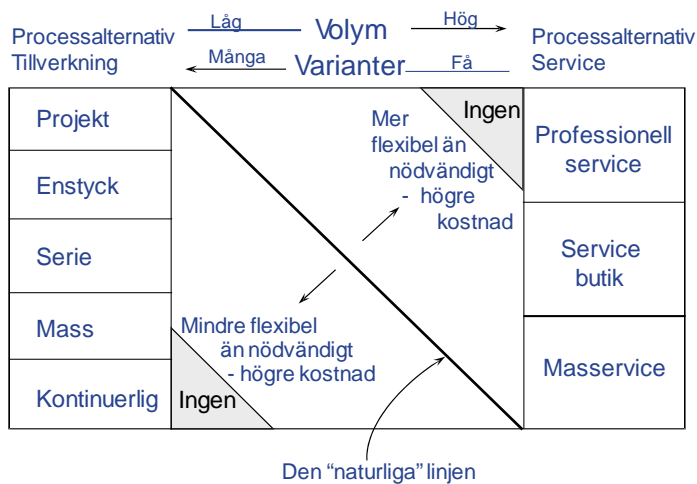 Låg
Volym
Hög
Processalternativ
Tillverkning
Många
Varianter
Få
Processalternativ
Service
Projekt
Enstyck
Serie
Mass
Kontinuerlig
Mer
flexibel än
nödvändigt
- högre
kostnad
Ingen
Mindre flexibel
än nödvändigt
- högre kostnad
Ingen
Professionell
service
Service
butik
Masservice
Den "naturliga" linjen